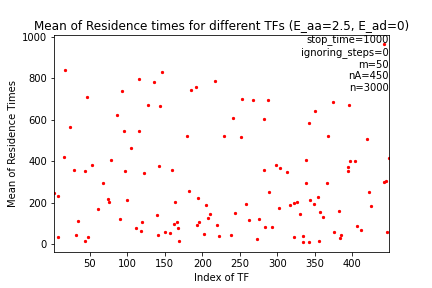 Mean of Residence times for different TFs (E_aa=2.5, E_ad=0)
stop_time=1000
ignoring_steps=0
m=50
nA=450
n=3000
1000
800
600
400
200
0
Mean of Residence Times
50
100
150
200
250
300
350
400
Index of TF